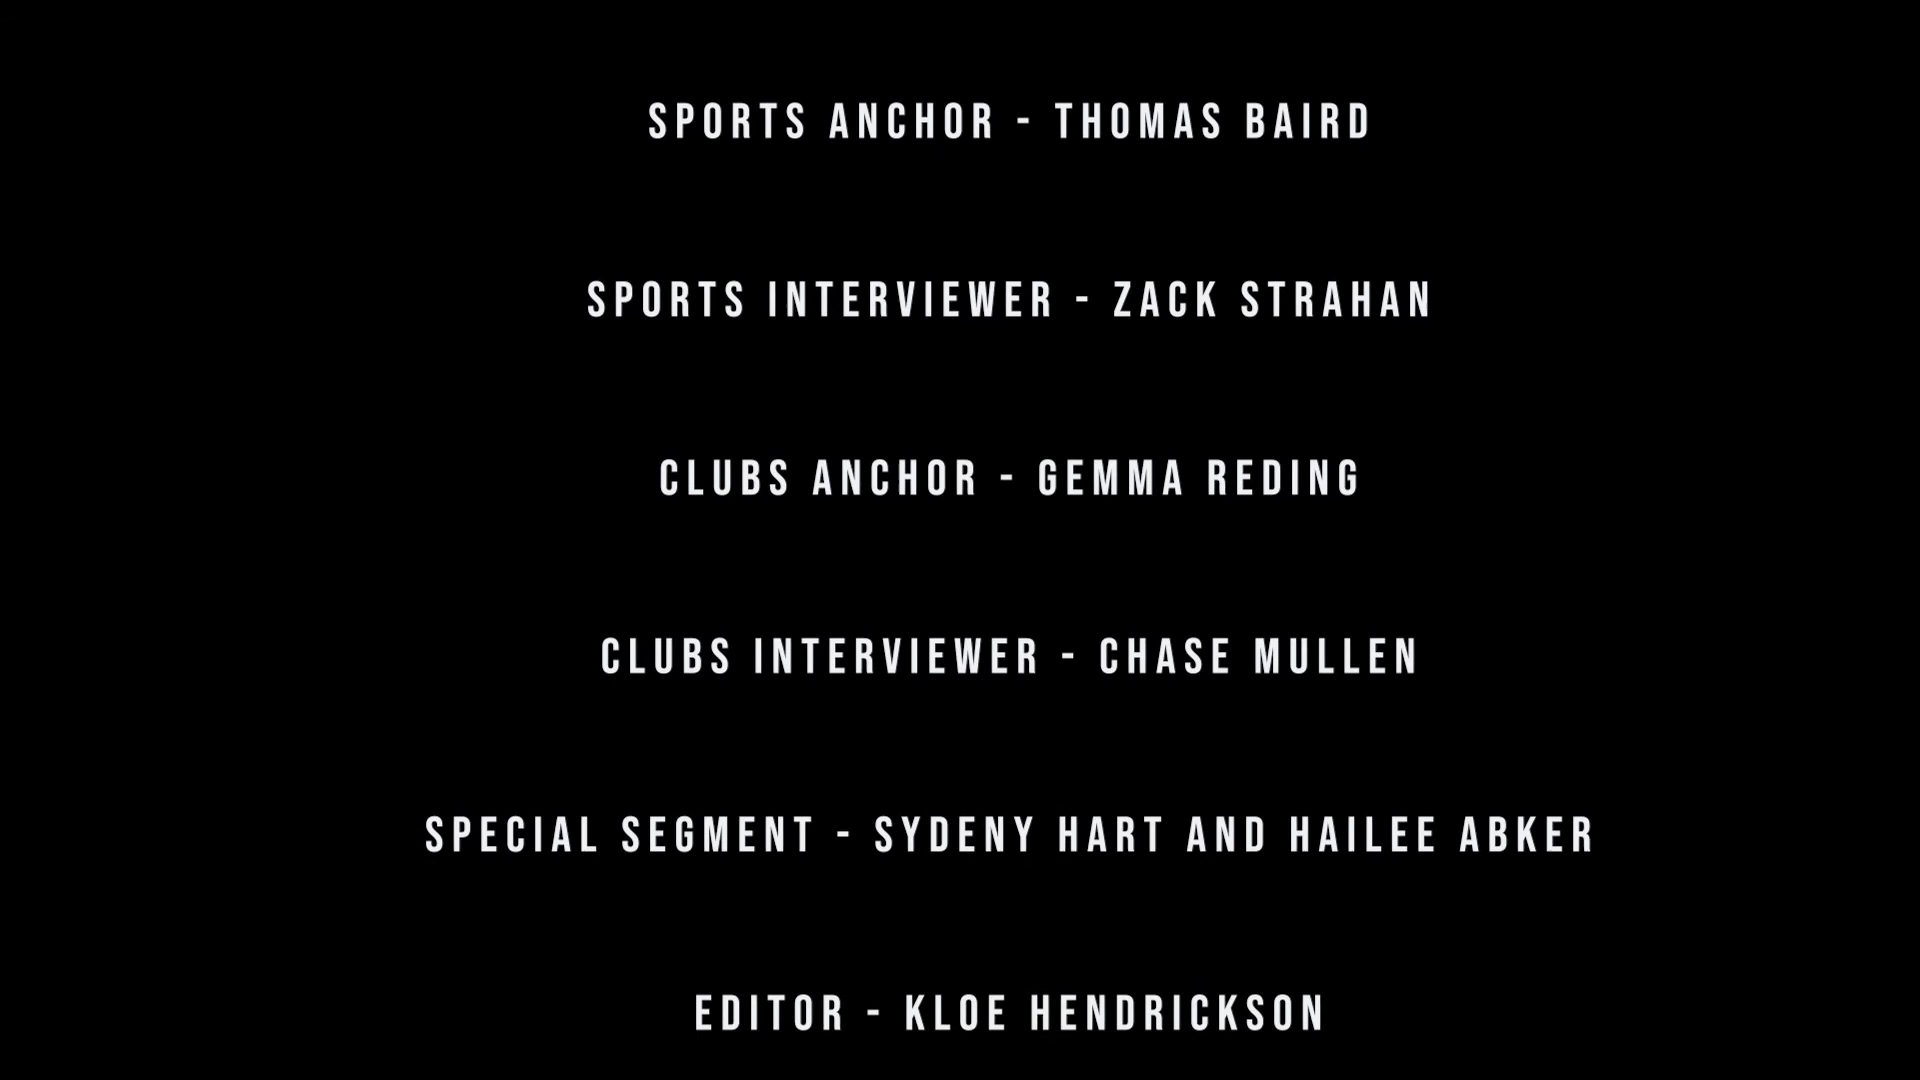 SPORTS ANCHOR - THOMAS BAIRD
SPORTS INTERVIEWER - ZACK STRAHAN
CLUBS ANCHOR - GEMMA REDING
CLUBS INTERVIEWER - CHASE MULLEN
SPECIAL SEGMENT - SYDENY HART AND HAILEE ABKER
EDITOR - KLOE HENDRICKSON